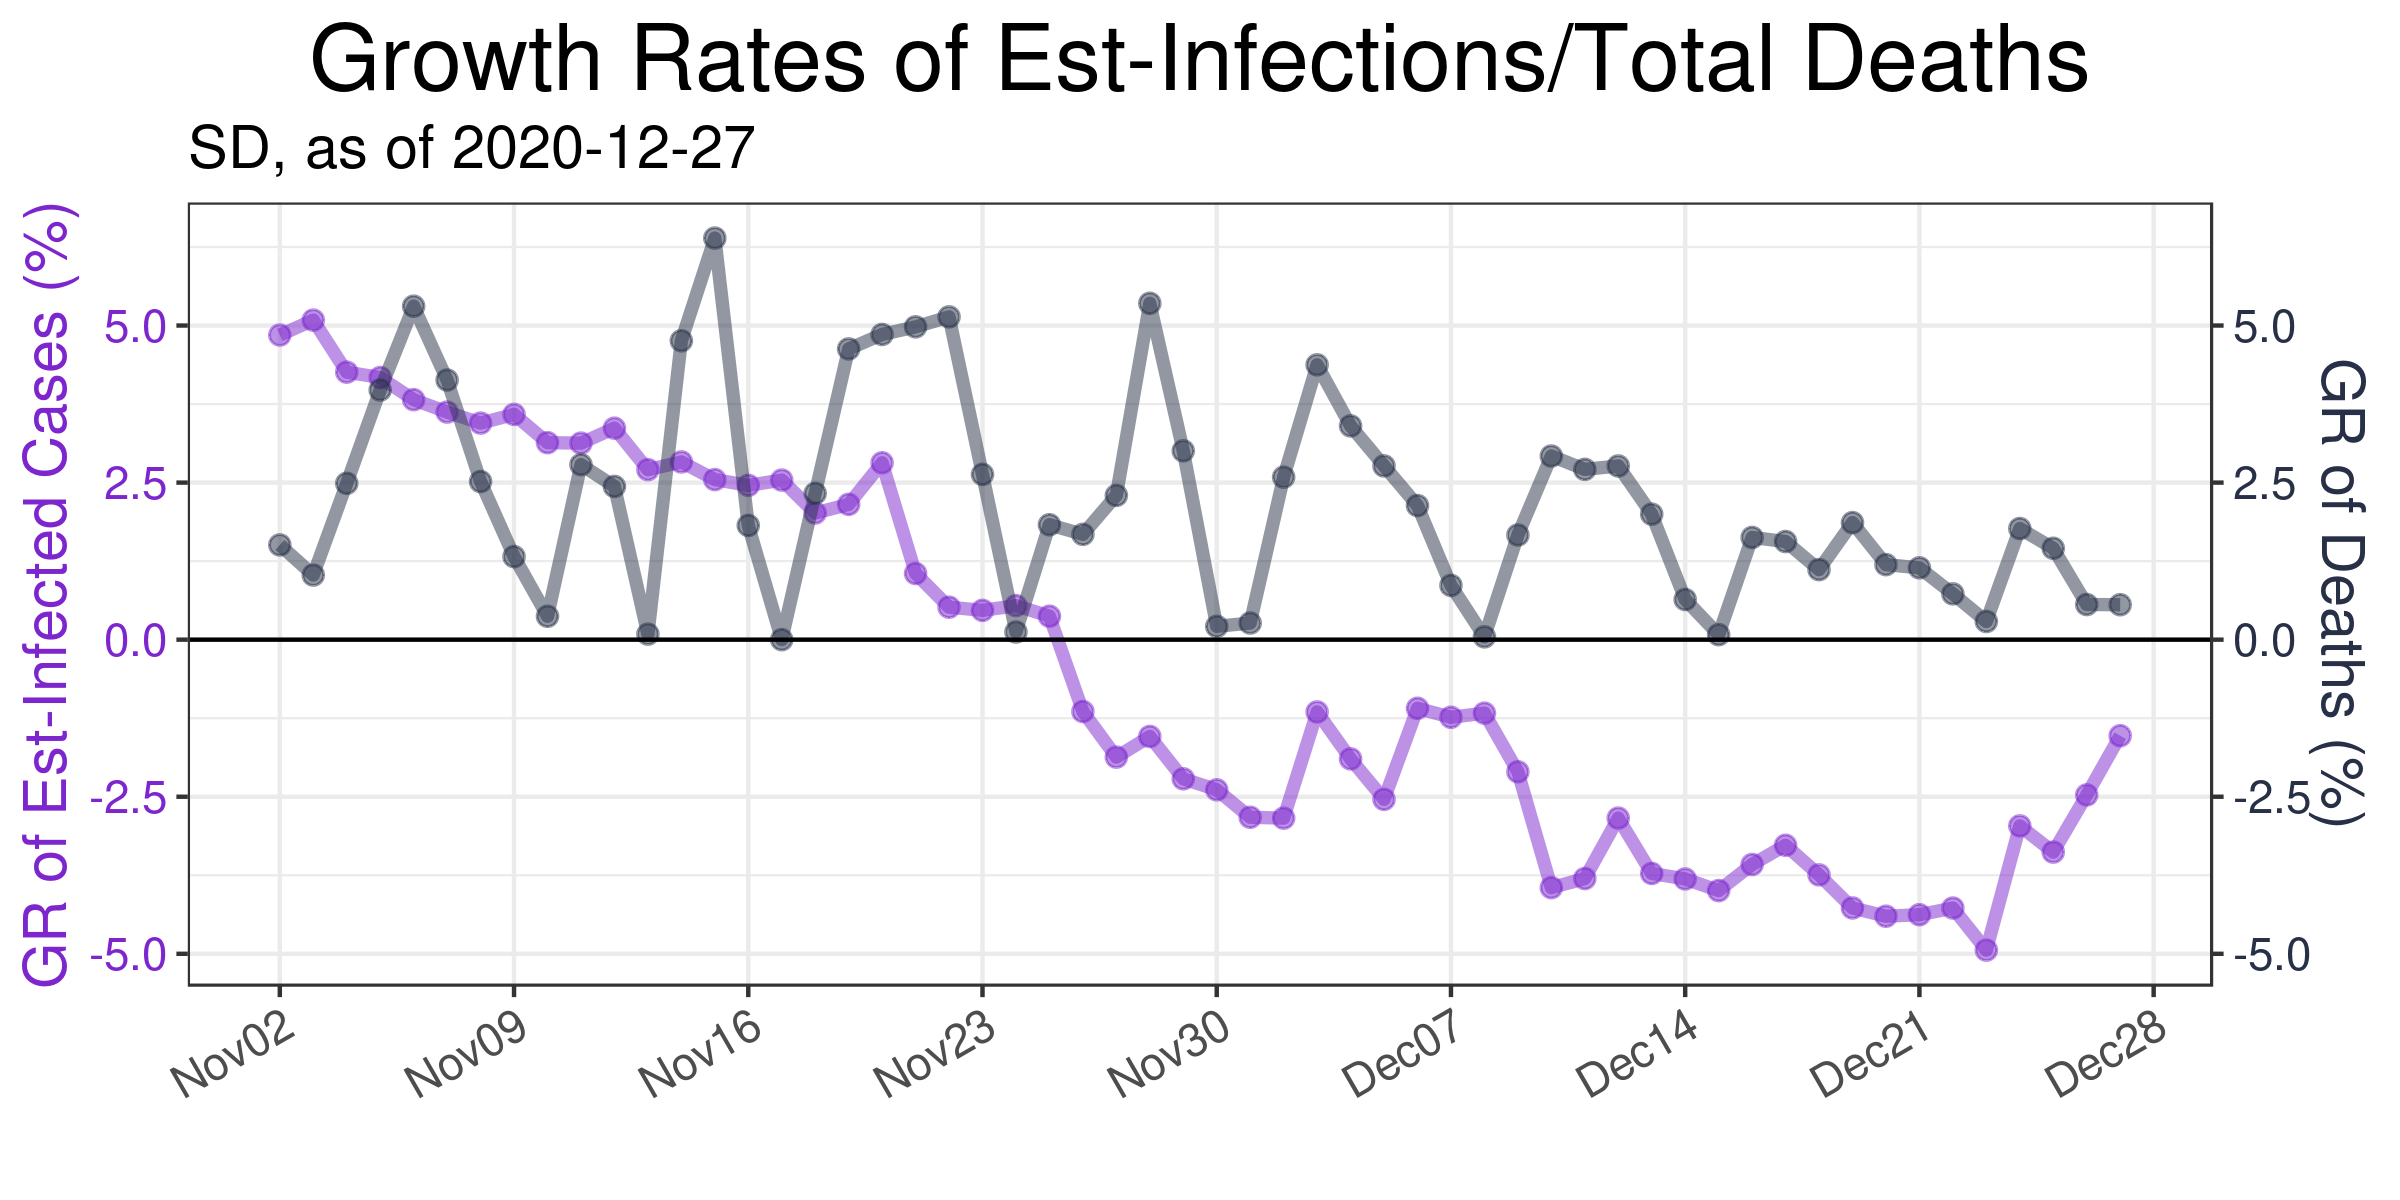 Growth Rates of Est-Infections/Total Deaths
SD, as of 2020-12-27
GR of Est-Infected Cases (%)
5.0
2.5
0.0
-2.5
-5.0
5.0
2.5
0.0
-2.5
-5.0
GR of Deaths (%)
Nov02
Nov09
Nov16
Nov23
Nov30
Dec07
Dec14
Dec21
Dec28